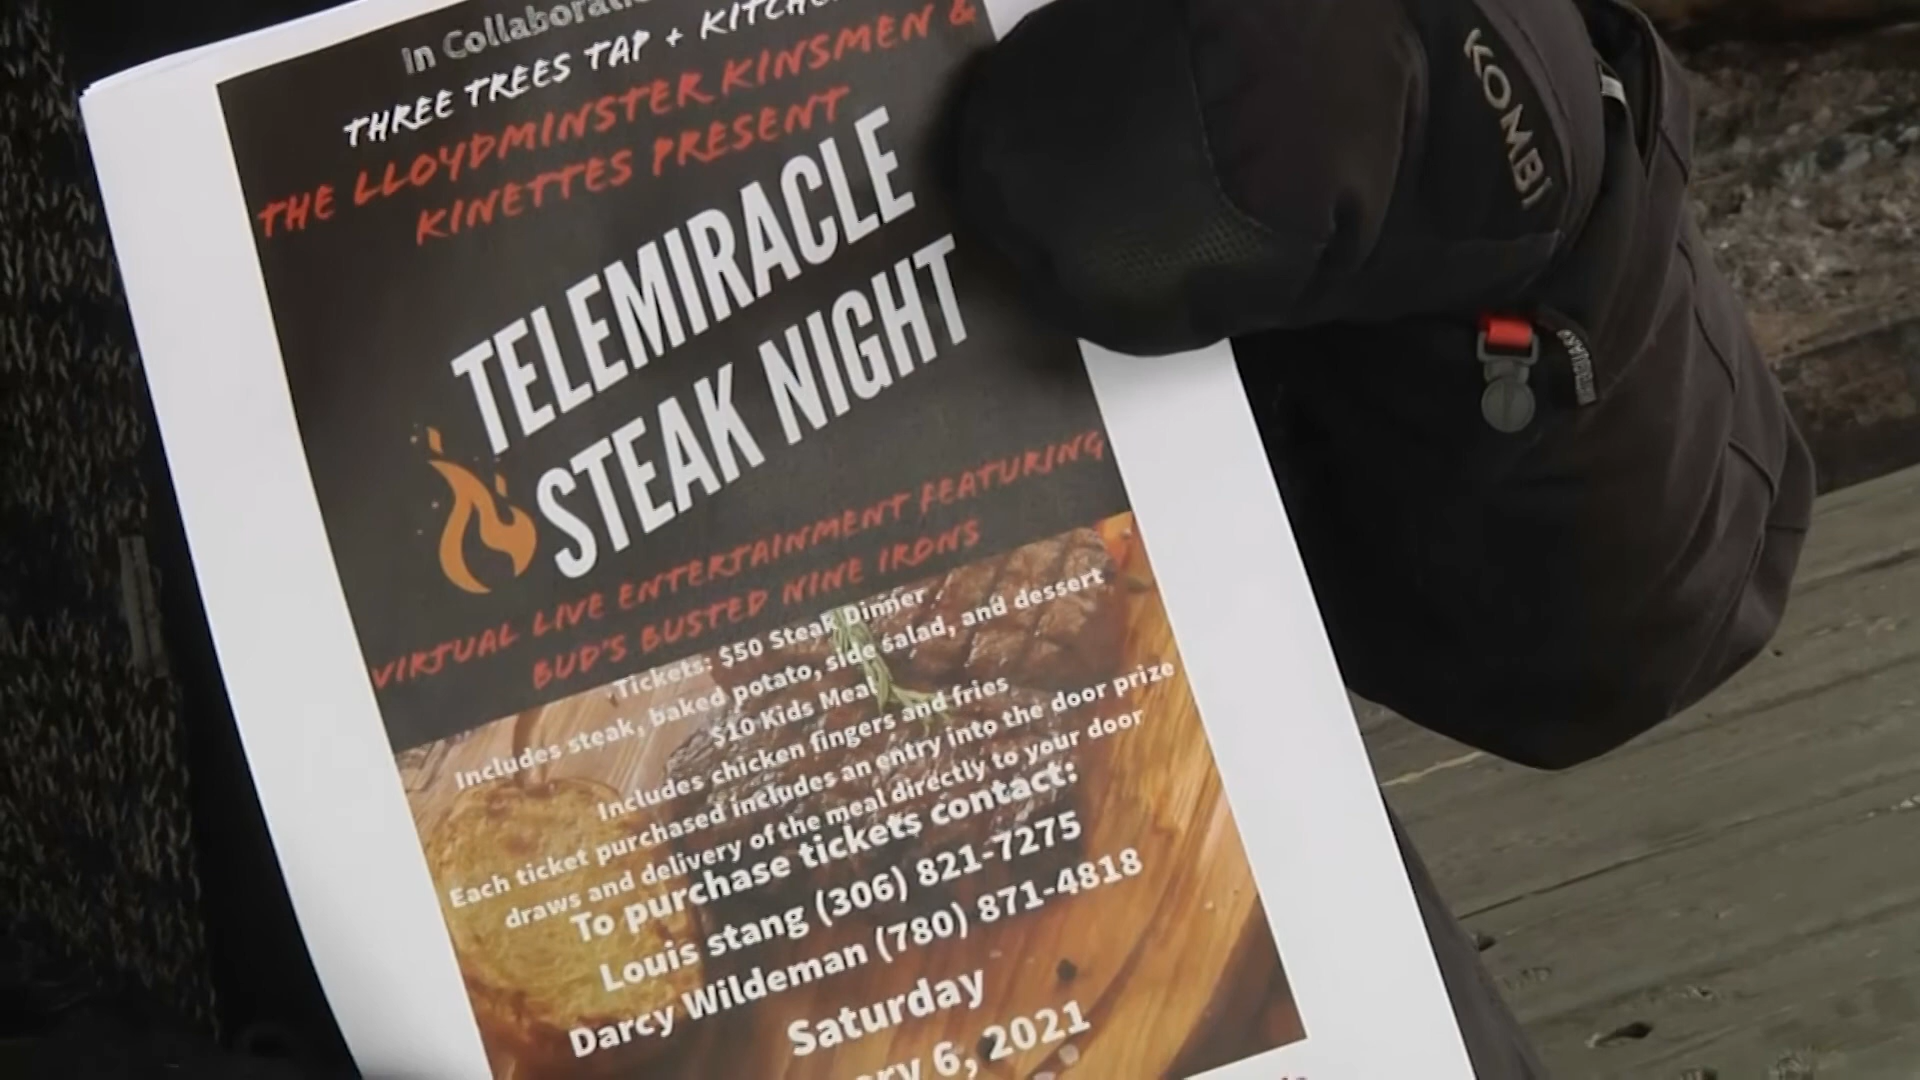 In Collaborati
THREE TREES TAP + KITCHEN
THE LLOYDMINSTER KINSMEN &
KINETTES PRESENT
TELEMIRACLE
STEAK NIGHT
VIRTUAL LIVE ENTERTAINMENT FEATURING
BUD'S BUSTED NINE IRONS
Tickets: $50 Steak Dinner
Includes steak, baked potato, side salad, and dessert
$10 Kids Meal
Includes chicken fingers and fries
Each ticket purchased includes an entry into the door prize
draws and delivery of the meal directly to your door
To purchase tickets contact:
Louis stang (306) 821-7275
Darcy Wildeman (780) 871-4818
Saturday
ry 6, 2021
KOMBI